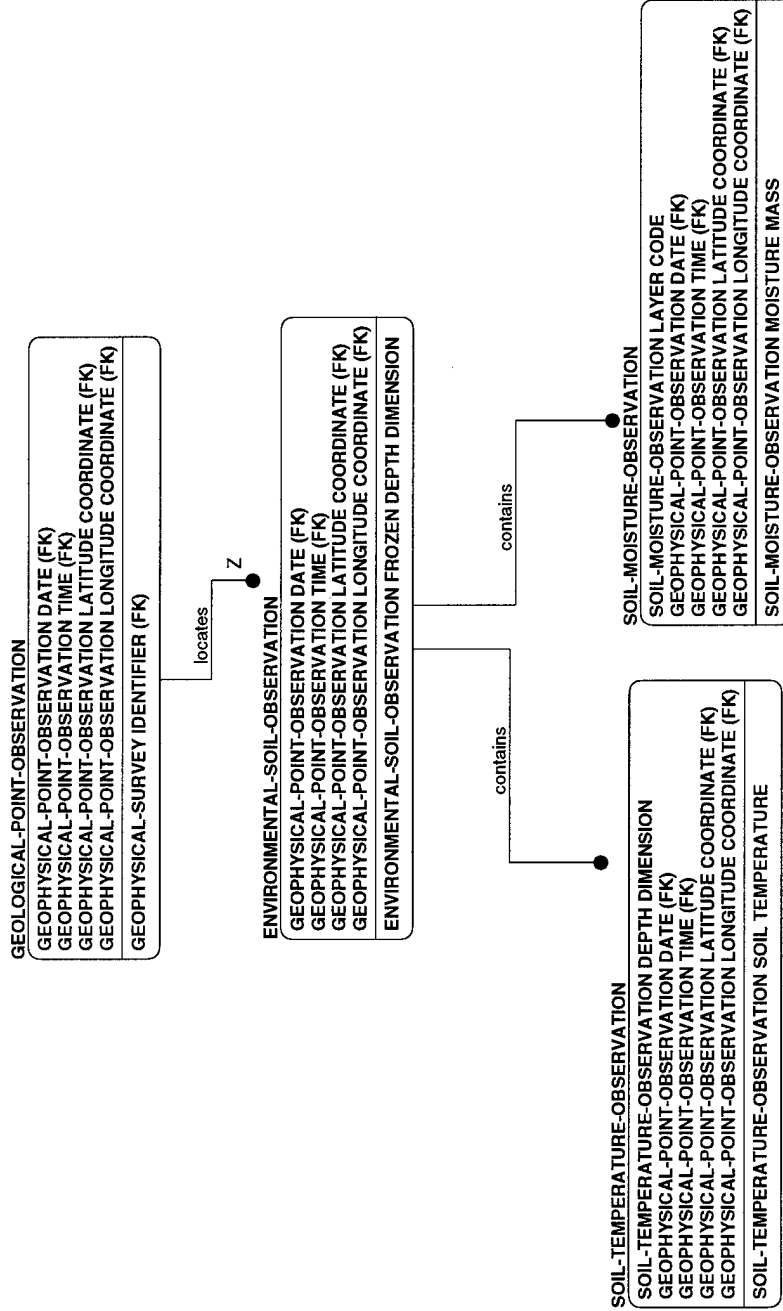 GEOLOGICAL-POINT-OBSERVATION
GEOPHYSICAL-POINT-OBSERVATION DATE (FK)
GEOPHYSICAL-POINT-OBSERVATION TIME (FK)
GEOPHYSICAL-POINT-OBSERVATION LATITUDE COORDINATE (FK)
GEOPHYSICAL-POINT-OBSERVATION LONGITUDE COORDINATE (FK)
GEOPHYSICAL-SURVEY IDENTIFIER (FK)
locates
Z
ENVIRONMENTAL-SOIL-OBSERVATION
GEOPHYSICAL-POINT-OBSERVATION DATE (FK)
GEOPHYSICAL-POINT-OBSERVATION TIME (FK)
GEOPHYSICAL-POINT-OBSERVATION LATITUDE COORDINATE (FK)
GEOPHYSICAL-POINT-OBSERVATION LONGITUDE COORDINATE (FK)
ENVIRONMENTAL-SOIL-OBSERVATION FROZEN DEPTH DIMENSION
contains
contains
SOIL-TEMPERATURE-OBSERVATION
SOIL-TEMPERATURE-OBSERVATION DEPTH DIMENSION
GEOPHYSICAL-POINT-OBSERVATION DATE (FK)
GEOPHYSICAL-POINT-OBSERVATION TIME (FK)
GEOPHYSICAL-POINT-OBSERVATION LATITUDE COORDINATE (FK)
GEOPHYSICAL-POINT-OBSERVATION LONGITUDE COORDINATE (FK)
SOIL-TEMPERATURE-OBSERVATION SOIL TEMPERATURE
SOIL-MOISTURE-OBSERVATION
SOIL-MOISTURE-OBSERVATION LAYER CODE
GEOPHYSICAL-POINT-OBSERVATION DATE (FK)
GEOPHYSICAL-POINT-OBSERVATION TIME (FK)
GEOPHYSICAL-POINT-OBSERVATION LATITUDE COORDINATE (FK)
GEOPHYSICAL-POINT-OBSERVATION LONGITUDE COORDINATE (FK)
SOIL-MOISTURE-OBSERVATION MOISTURE MASS